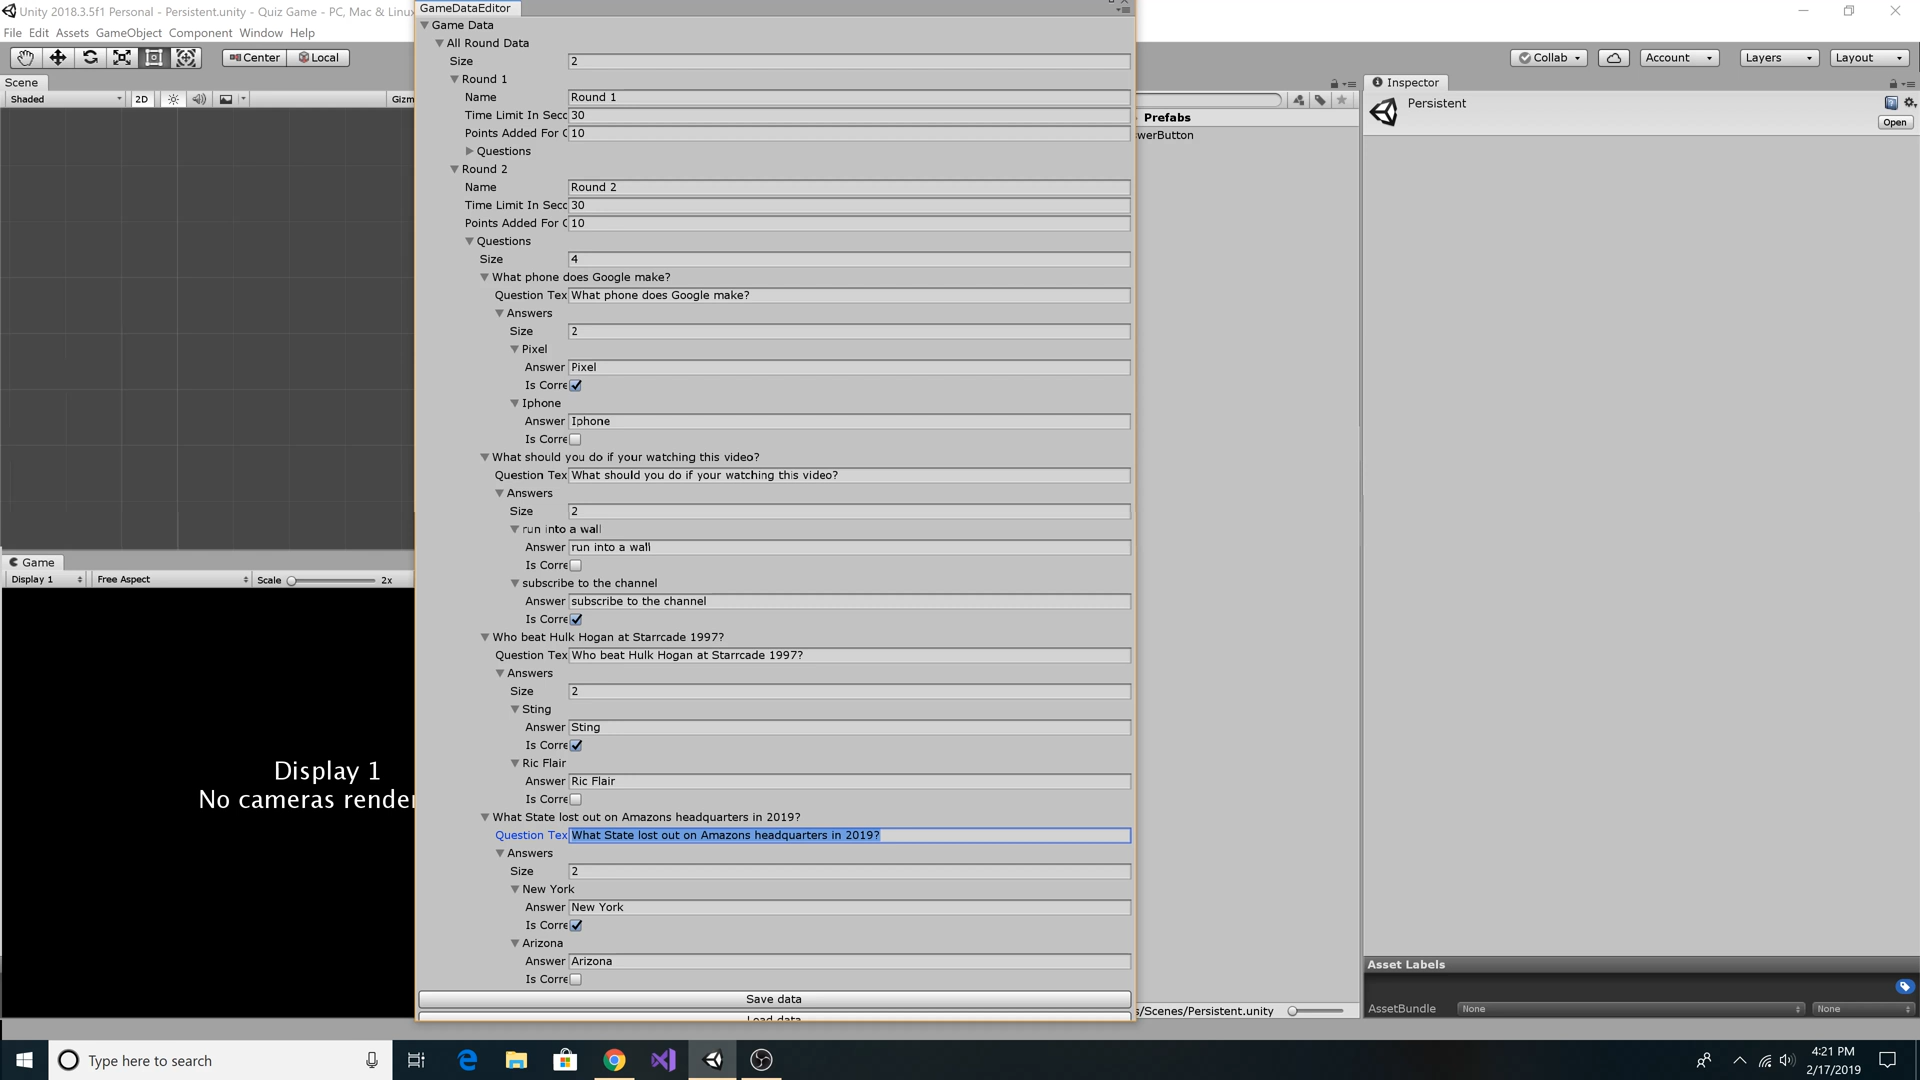 Unity 2018.3.5f1 Personal - Persistent.unity - Quiz Game - PC, Mac & Linu
File Edit Assets GameObject Component Window Help
Center Local
Collab Account Layers Layout
Scene
Shaded 2D Gizm
GameDataEditor
Game Data
All Round Data
Size 2
Round 1
Name Round 1
Time Limit In Sec 30
Points Added For 10
Questions
Round 2
Name Round 2
Time Limit In Sec 30
Points Added For 10
Questions
Size 4
What phone does Google make?
Question Tex What phone does Google make?
Answers
Size 2
Pixel
Answer Pixel
Is Corre
Iphone
Answer Iphone
Is Corre
What should you do if your watching this video?
Question Tex What should you do if your watching this video?
Answers
Size 2
run into a wall
Answer run into a wall
Is Corre
subscribe to the channel
Answer subscribe to the channel
Is Corre
Who beat Hulk Hogan at Starrcade 1997?
Question Tex Who beat Hulk Hogan at Starrcade 1997?
Answers
Size 2
Sting
Answer Sting
Is Corre
Ric Flair
Answer Ric Flair
Is Corre
What State lost out on Amazons headquarters in 2019?
Question Tex What State lost out on Amazons headquarters in 2019?
Answers
Size 2
New York
Answer New York
Is Corre
Arizona
Answer Arizona
Is Corre
Save data
Load data
Prefabs
werButton
s/Scenes/Persistent.unity
Inspector
Persistent
Open
Asset Labels
AssetBundle None None
Game
Display 1 Free Aspect Scale 2x
Display 1
No cameras render
Type here to search
4:21 PM
2/17/2019